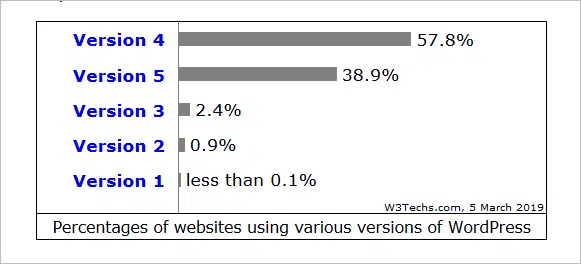 Version 4 57.8%
Version 5 38.9%
Version 3 2.4%
Version 2 0.9%
Version 1 less than 0.1%
W3Techs.com, 5 March 2019
Percentages of websites using various versions of WordPress